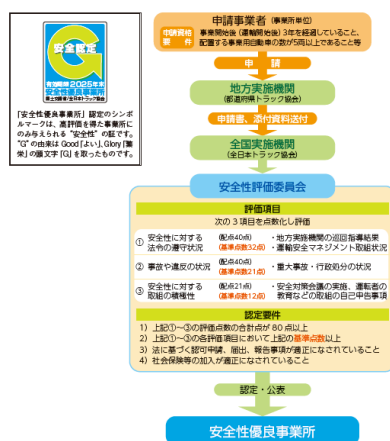 安全認定
G
有効期限 2025年末
安全性優良事業所
国土交通省/全日本トラック協会
「安全性優良事業所」認定のシンボ
ルマークは、高評価を得た事業所に
のみ与えられる“安全性”の証です。
“G”の由来は Good「よい」、Glory「繁
栄」の頭文字「G」を取ったものです。
申請事業者（事業所単位）
申請資格
要件
事業開始後（運輸開始後）3年を経過していること、
配置する事業用自動車の数が5両以上であること等
申 請
地方実施機関
（都道府県トラック協会）
申請書、添付資料送付
全国実施機関
（全日本トラック協会）
安全性評価委員会
評価項目
次の3項目を点数化し評価
① 安全性に対する
法令の遵守状況
（配点40点）
（基準点数32点）
・地方実施機関の巡回指導結果
・運輸安全マネジメント取組状況
② 事故や違反の状況
（配点40点）
（基準点数21点）
・重大事故・行政処分の状況
③ 安全性に対する
取組の積極性
（配点21点）
（基準点数12点）
・安全対策会議の実施、運転者の
教育などの取組の自己申告事項
認定要件
1）上記①～③の評価点数の合計点が 80 点以上
2）上記①～③の各評価項目において上記の基準点数以上
3）法に基づく認可申請、届出、報告事項が適正になされていること
4）社会保険等の加入が適正になされていること
認定・公表
安全性優良事業所